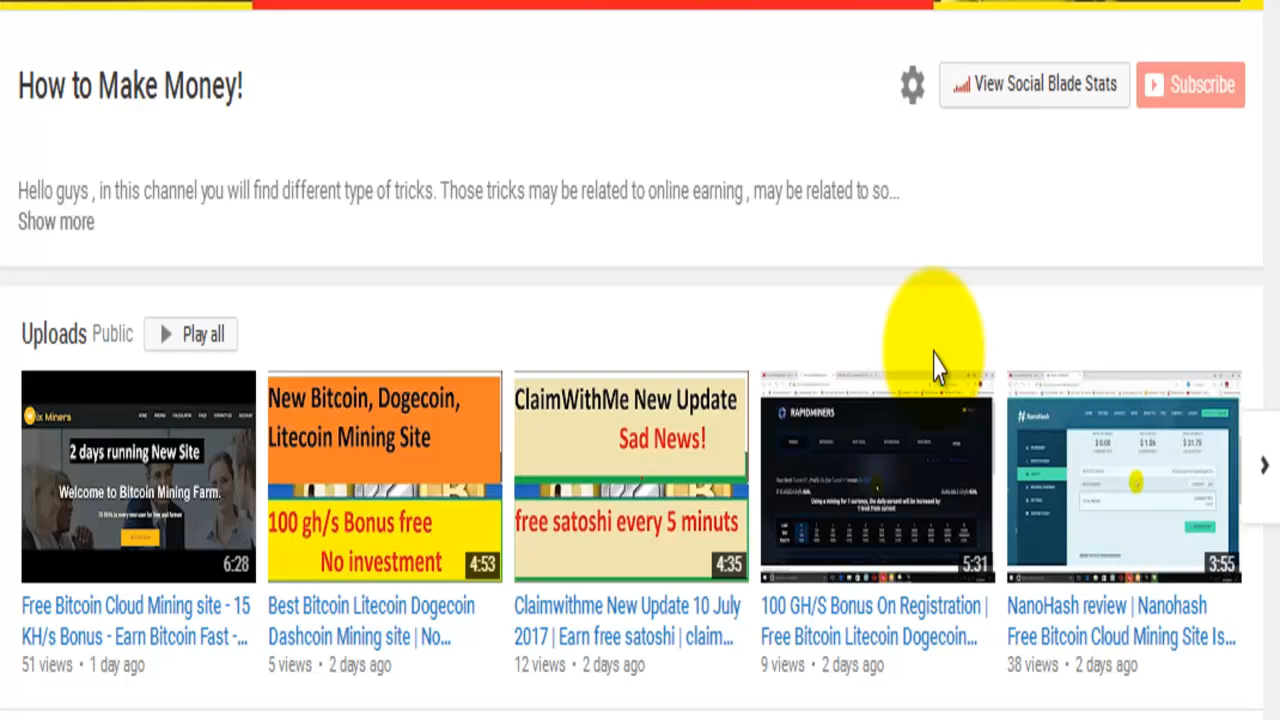 How to Make Money!
View Social Blade Stats
Subscribe
Hello guys , in this channel you will find different type of tricks. Those tricks may be related to online earning , may be related to so...
Show more
Uploads Public
Play all
ix Miners
2 days running New Site
Welcome to Bitcoin Mining Farm.
6:28
New Bitcoin, Dogecoin,
Litecoin Mining Site
100 gh/s Bonus free
No investment
4:53
ClaimWithMe New Update
Sad News!
free satoshi every 5 minuts
4:35
RAPIDMINERS
5:31
NanoHash
$ 0.00
$ 1.06
$ 31.75
3:55
Free Bitcoin Cloud Mining site - 15
KH/s Bonus - Earn Bitcoin Fast -...
51 views • 1 day ago
Best Bitcoin Litecoin Dogecoin
Dashcoin Mining site | No...
5 views • 2 days ago
Claimwithme New Update 10 July
2017 | Earn free satoshi | claim...
12 views • 2 days ago
100 GH/S Bonus On Registration |
Free Bitcoin Litecoin Dogecoin...
9 views • 2 days ago
NanoHash review | Nanohash
Free Bitcoin Cloud Mining Site Is...
38 views • 2 days ago